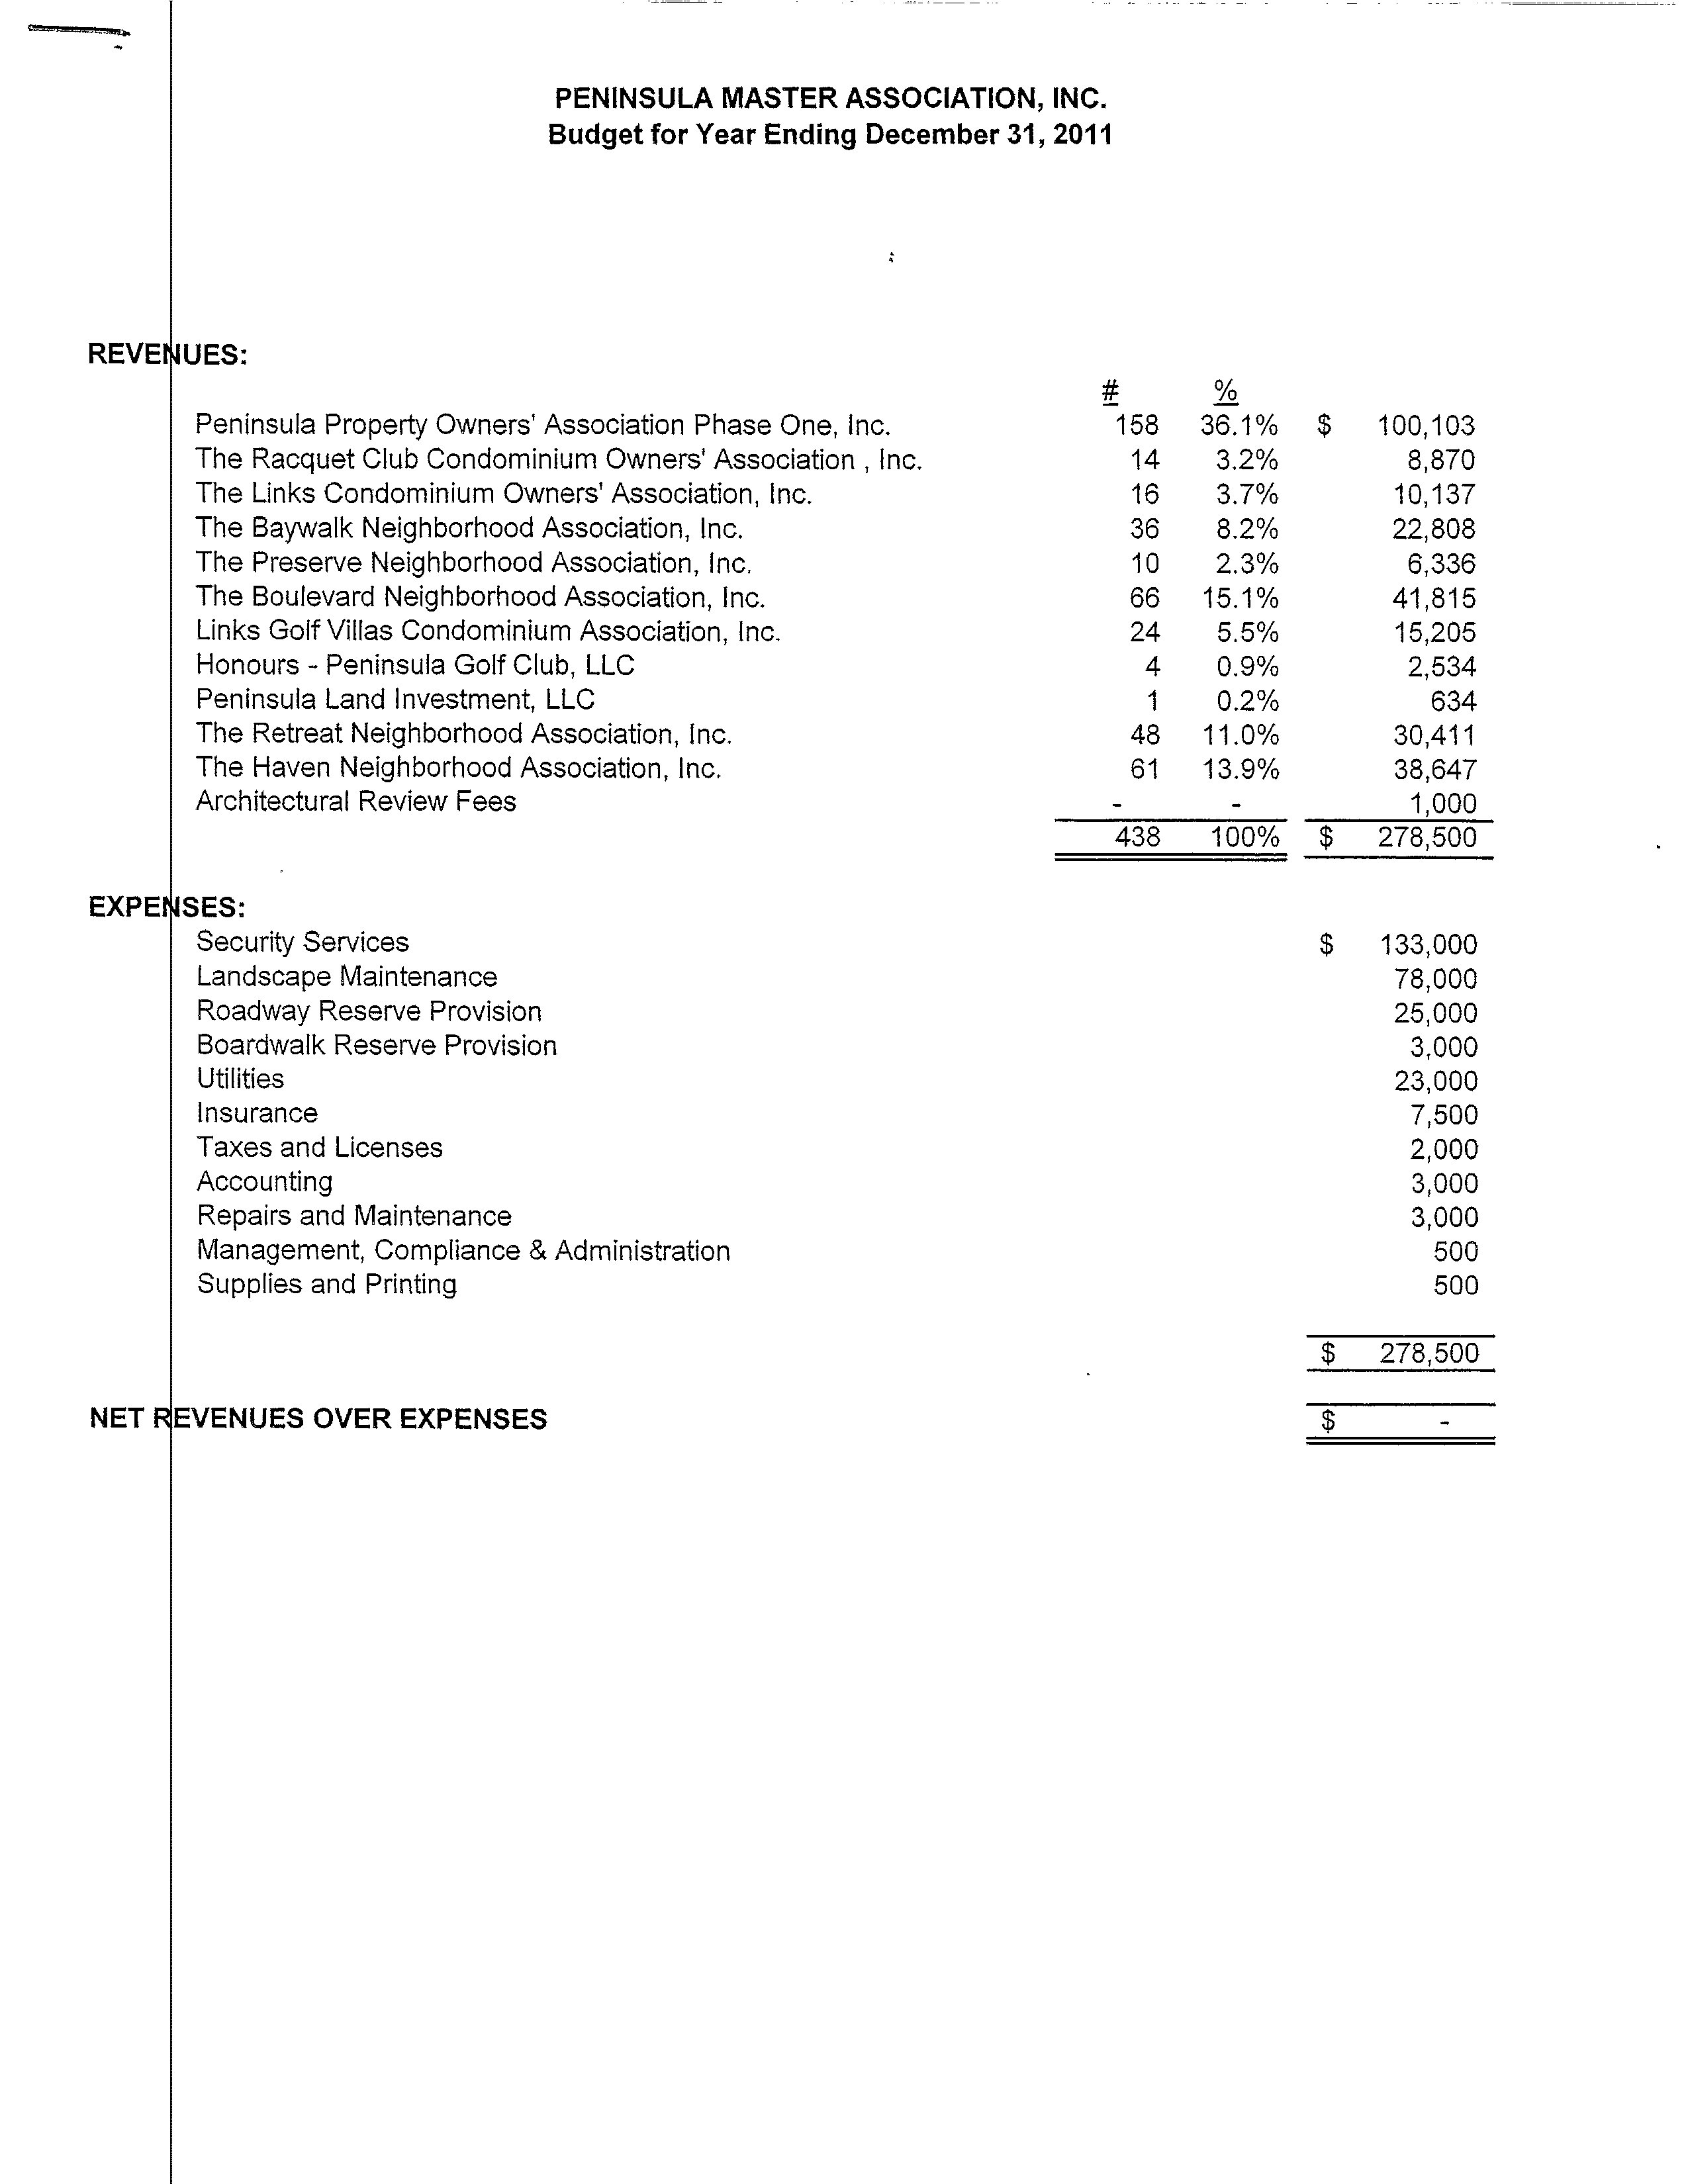 PENINSULA MASTER ASSOCIATION, INC.
Budget for Year Ending December 31, 2011
REVENUES:
# %
Peninsula Property Owners' Association Phase One, Inc. 158 36.1% $ 100,103
The Racquet Club Condominium Owners' Association , Inc. 14 3.2% 8,870
The Links Condominium Owners' Association, Inc. 16 3.7% 10,137
The Baywalk Neighborhood Association, Inc. 36 8.2% 22,808
The Preserve Neighborhood Association, Inc. 10 2.3% 6,336
The Boulevard Neighborhood Association, Inc. 66 15.1% 41,815
Links Golf Villas Condominium Association, Inc. 24 5.5% 15,205
Honours - Peninsula Golf Club, LLC 4 0.9% 2,534
Peninsula Land Investment, LLC 1 0.2% 634
The Retreat Neighborhood Association, Inc. 48 11.0% 30,411
The Haven Neighborhood Association, Inc. 61 13.9% 38,647
Architectural Review Fees - - 1,000
438 100% $ 278,500
EXPENSES:
Security Services $ 133,000
Landscape Maintenance 78,000
Roadway Reserve Provision 25,000
Boardwalk Reserve Provision 3,000
Utilities 23,000
Insurance 7,500
Taxes and Licenses 2,000
Accounting 3,000
Repairs and Maintenance 3,000
Management, Compliance & Administration 500
Supplies and Printing 500
$ 278,500
NET REVENUES OVER EXPENSES $ -